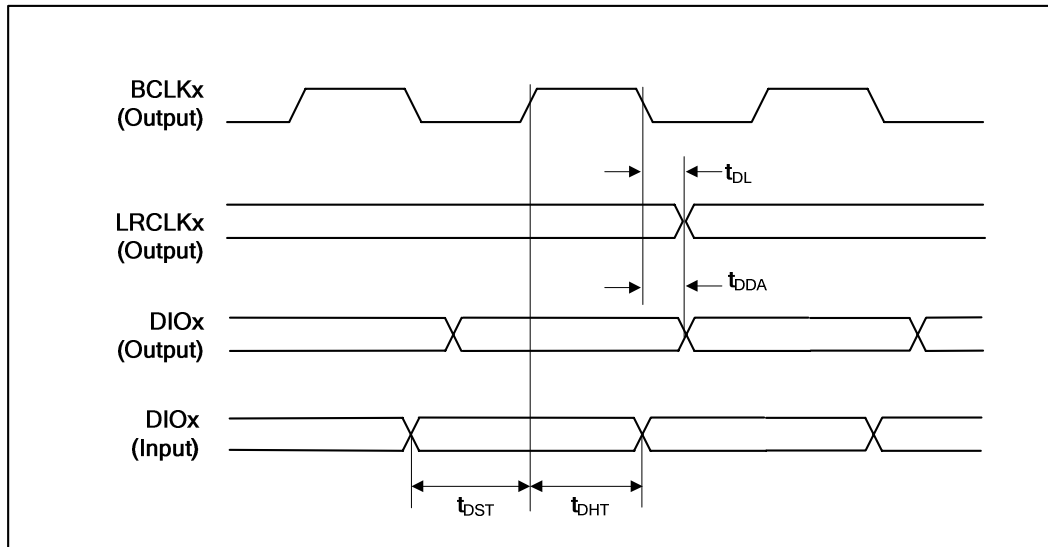 BCLKx
(Output)
tDL
LRCLKx
(Output)
tDDA
DIOx
(Output)
DIOx
(Input)
tDST
tDHT